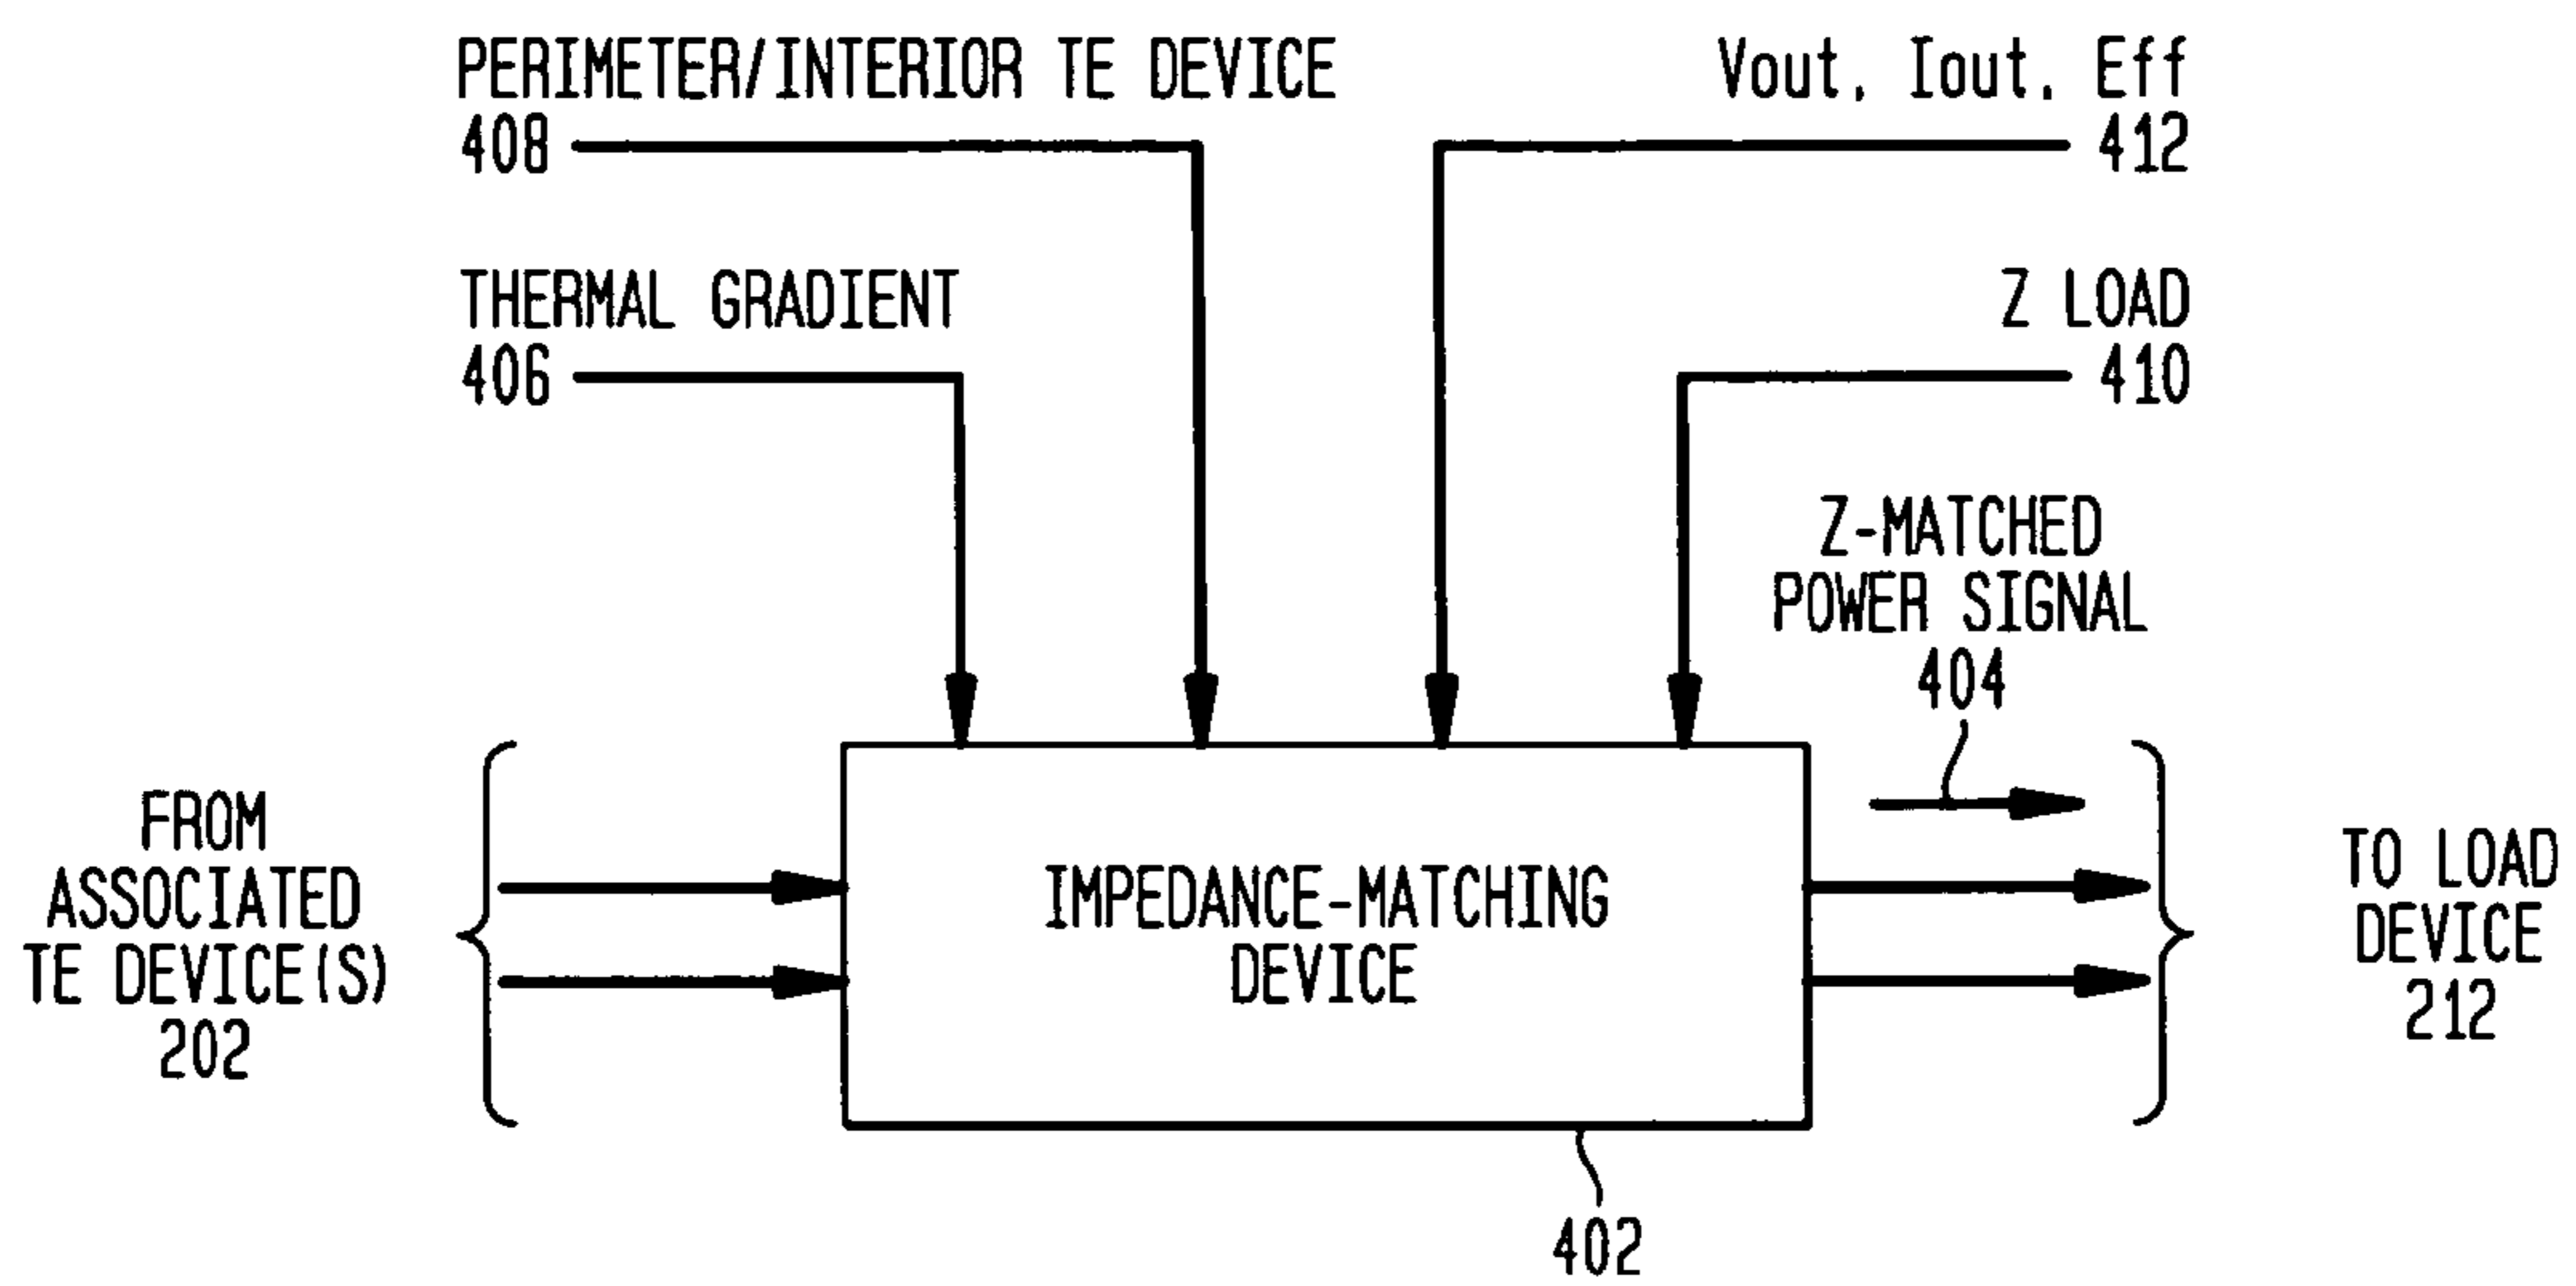 PERIMETER/INTERIOR TE DEVICE
408
Vout, Iout, Eff
412
THERMAL GRADIENT
406
Z LOAD
410
Z-MATCHED
POWER SIGNAL
404
FROM
ASSOCIATED
TE DEVICE(S)
202
IMPEDANCE-MATCHING
DEVICE
TO LOAD
DEVICE
212
402